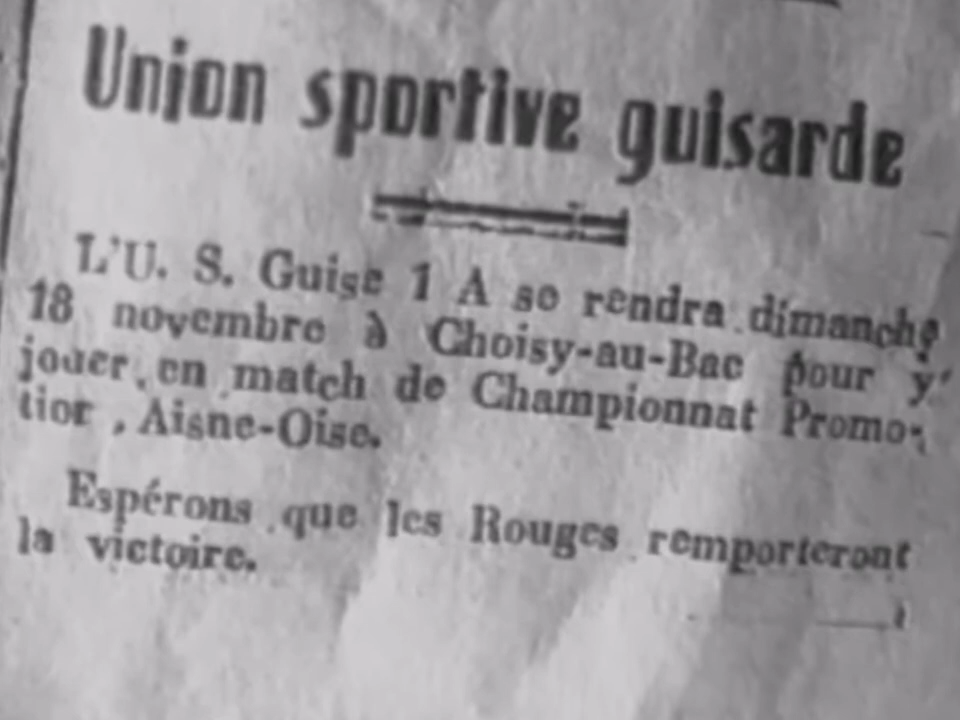 Union sportive guisarde
L'U. S. Guise 1 A se rendra dimanche
18 novembre à Choisy-au-Bac pour y
jouer en match de Championnat Promo-
tion, Aisne-Oise.
Espérons que les Rouges remporteront
la victoire.